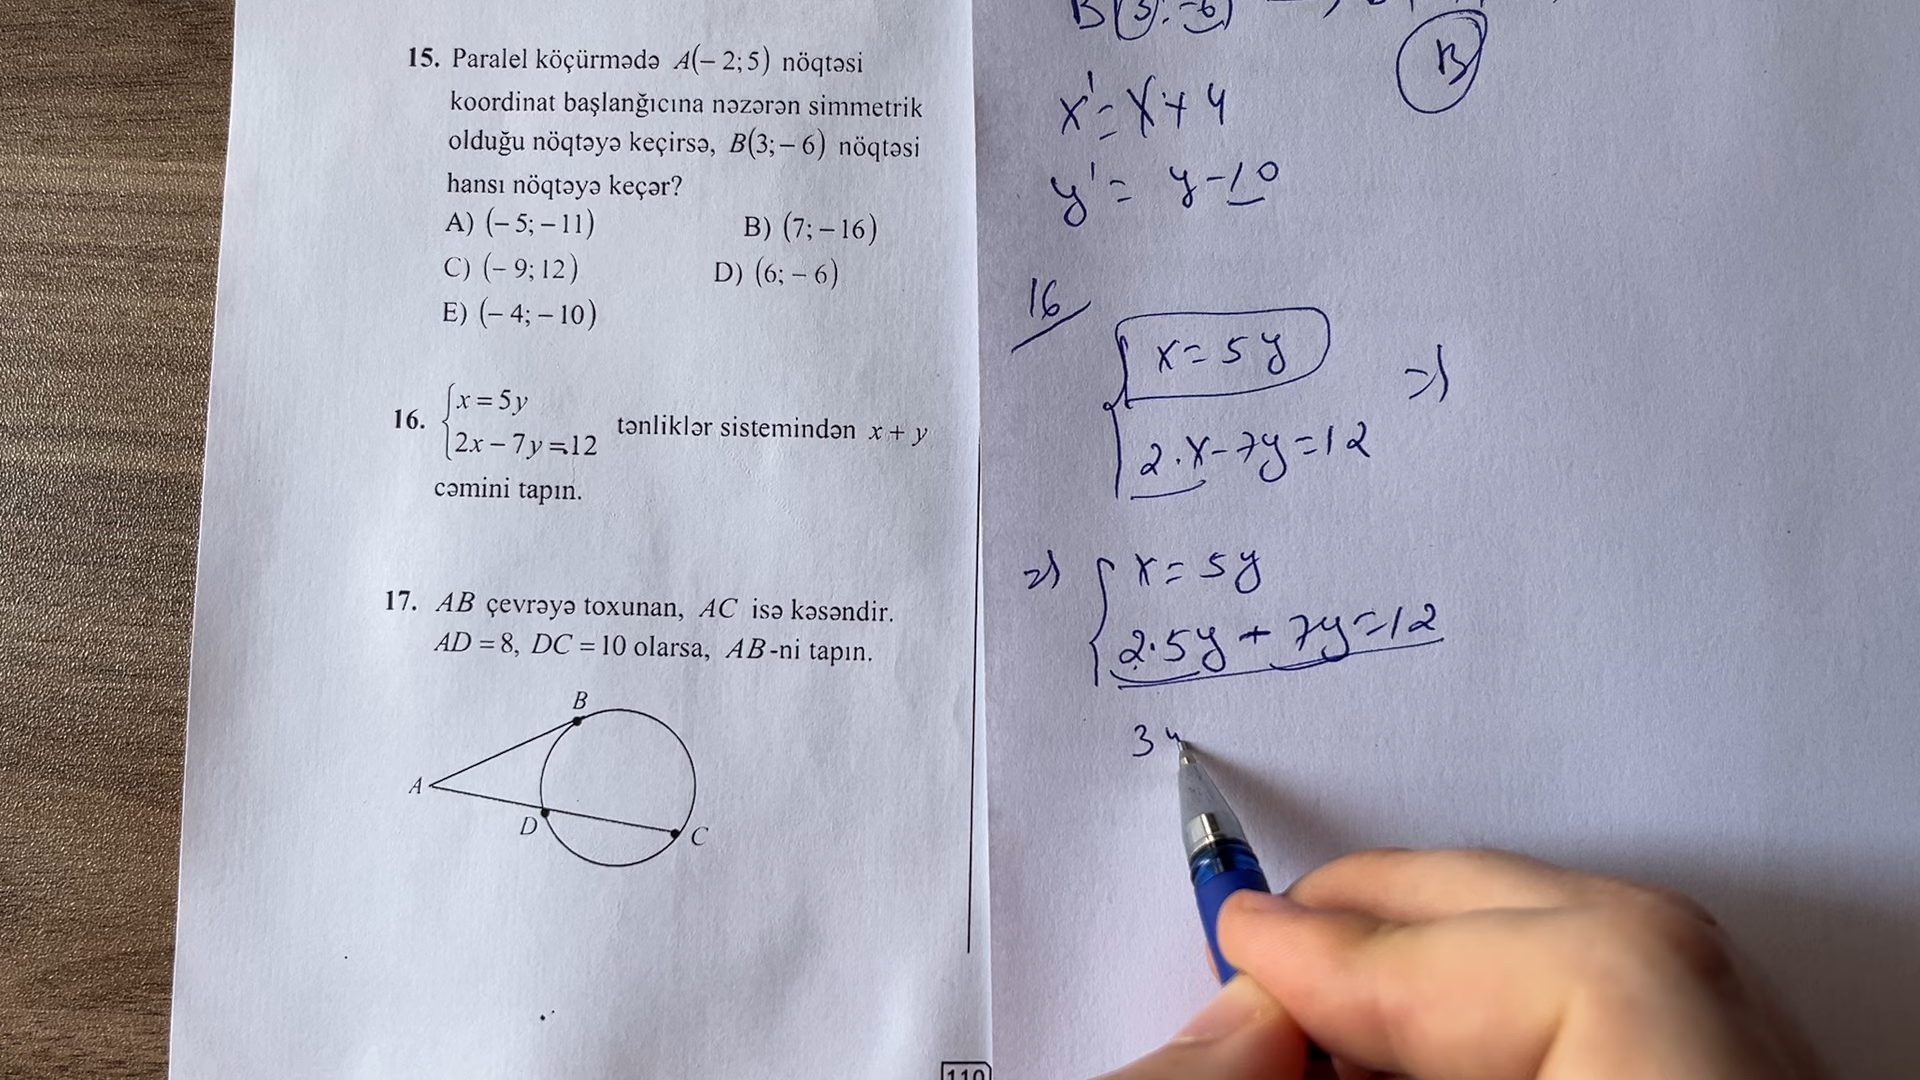 15. Paralel köçürmədə A(– 2; 5) nöqtəsi
koordinat başlanğıcına nəzərən simmetrik
olduğu nöqtəyə keçirsə, B(3; – 6) nöqtəsi
hansı nöqtəyə keçər?
A) (– 5; – 11) B) (7; – 16)
C) (– 9; 12) D) (6; – 6)
E) (– 4; – 10)
16. {x = 5y
2x – 7y = 12 tənliklər sistemindən x + y
cəmini tapın.
17. AB çevrəyə toxunan, AC isə kəsəndir.
AD = 8, DC = 10 olarsa, AB-ni tapın.
B
A
D
C
B(3; -6)
B
x' = x + 4
y' = y - 10
16
{x = 5y
2·x - 7y = 12 =>
=> {x = 5y
2·5y + 7y = 12
3y